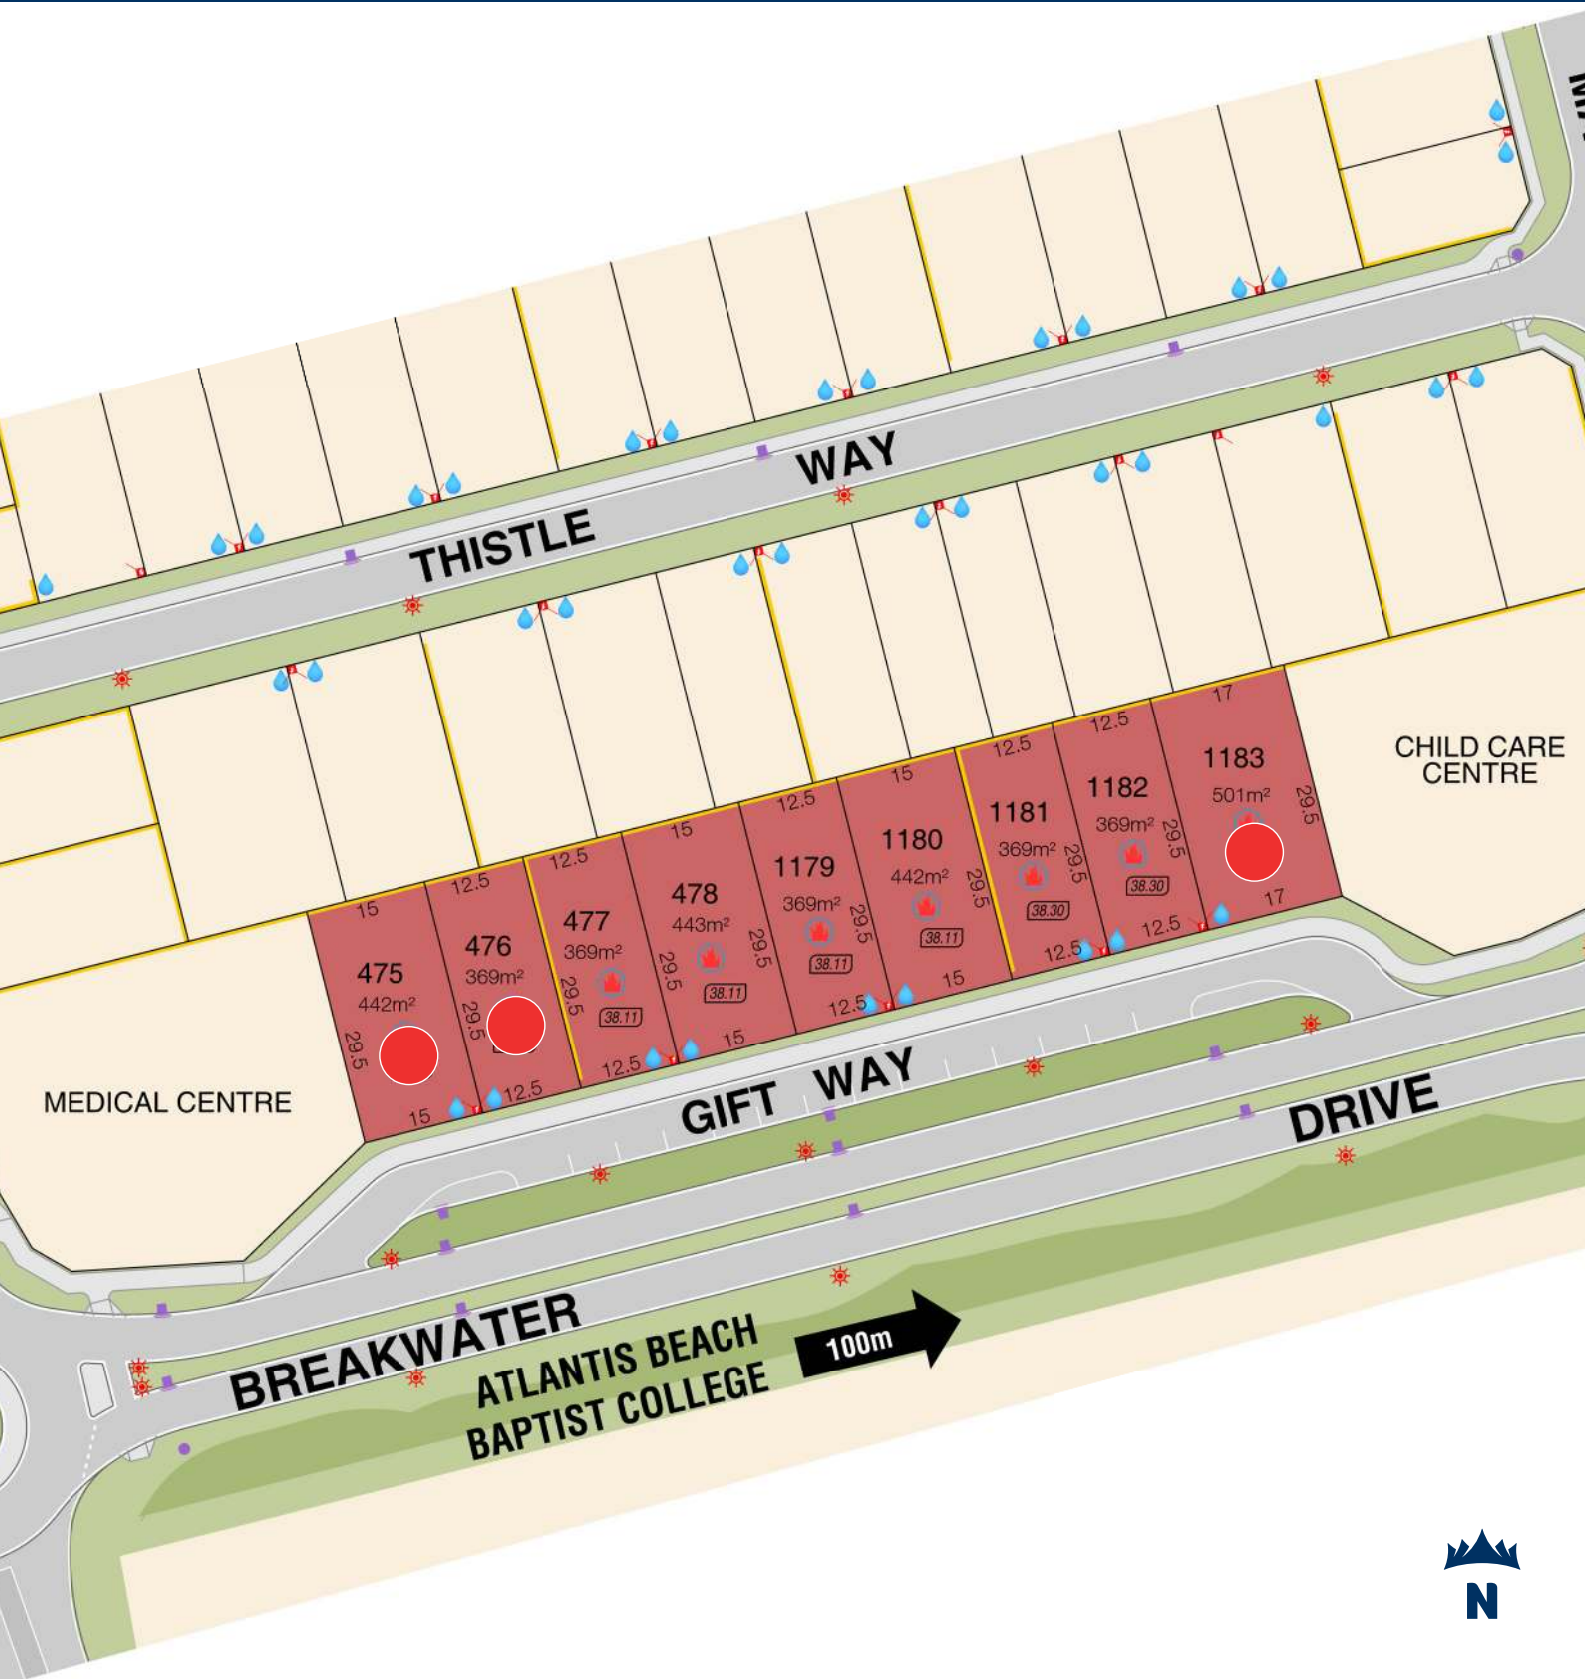 THISTLE WAY
CHILD CARE
CENTRE
MEDICAL CENTRE
15
475
442m²
29.5
15
12.5
476
369m²
29.5
12.5
12.5
477
369m²
29.5
38.11
12.5
15
478
443m²
29.5
38.11
15
12.5
1179
369m²
29.5
38.11
12.5
15
1180
442m²
29.5
38.11
15
12.5
1181
369m²
29.5
38.30
12.5
12.5
1182
369m²
29.5
38.30
12.5
17
1183
501m²
29.5
17
29.5
GIFT WAY
BREAKWATER DRIVE
ATLANTIS BEACH
BAPTIST COLLEGE
100m
N